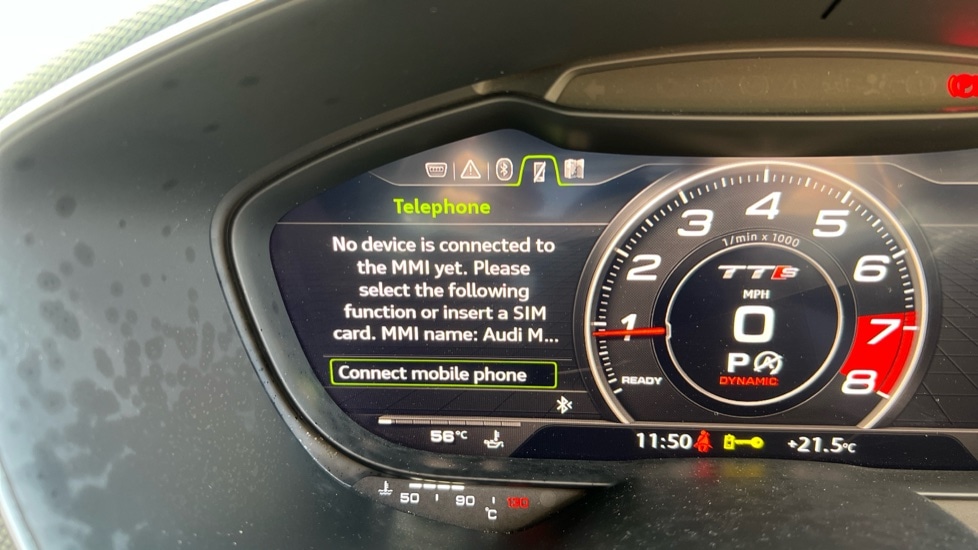 Telephone
No device is connected to
the MMI yet. Please
select the following
function or insert a SIM
card. MMI name: Audi M...
Connect mobile phone
56°C
50 90 130
°C
1 2 3 4 5 6 7 8
1/min x 1000
TTS
MPH
0
P
DYNAMIC
READY
11:50
+21.5°C